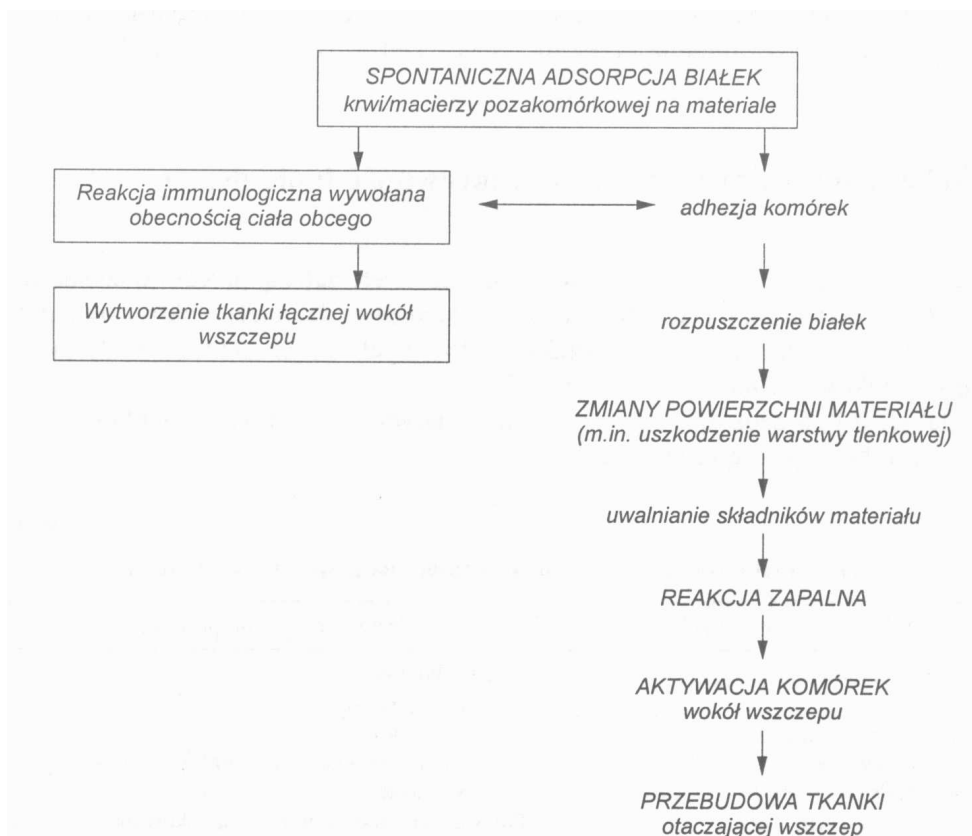 SPONTANICZNA ADSORPCJA BIAŁEK
krwi/macierzy pozakomórkowej na materiale
Reakcja immunologiczna wywołana
obecnością ciała obcego
adhezja komórek
Wytworzenie tkanki łącznej wokół
wszczepu
rozpuszczenie białek
ZMIANY POWIERZCHNI MATERIAŁU
(m.in. uszkodzenie warstwy tlenkowej)
uwalnianie składników materiału
REAKCJA ZAPALNA
AKTYWACJA KOMÓREK
wokół wszczepu
PRZEBUDOWA TKANKI
otaczającej wszczep